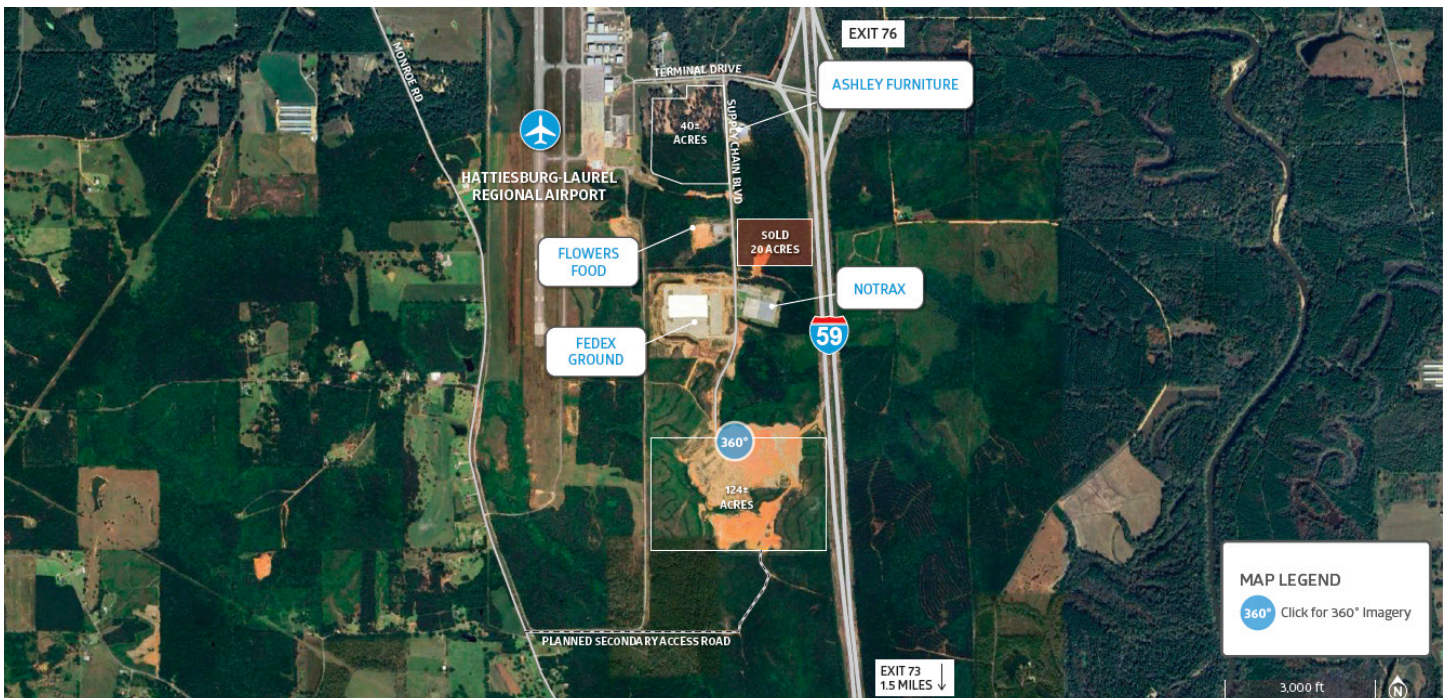 EXIT 76
MONROE RD
TERMINAL DRIVE
ASHLEY FURNITURE
SUPPLY CHAIN BLVD
40±
ACRES
HATTIESBURG-LAUREL
REGIONAL AIRPORT
SOLD
20 ACRES
FLOWERS
FOOD
NOTRAX
59
FEDEX
GROUND
360°
124±
ACRES
MAP LEGEND
360° Click for 360° Imagery
PLANNED SECONDARY ACCESS ROAD
EXIT 73
1.5 MILES ↓
3,000 ft
N